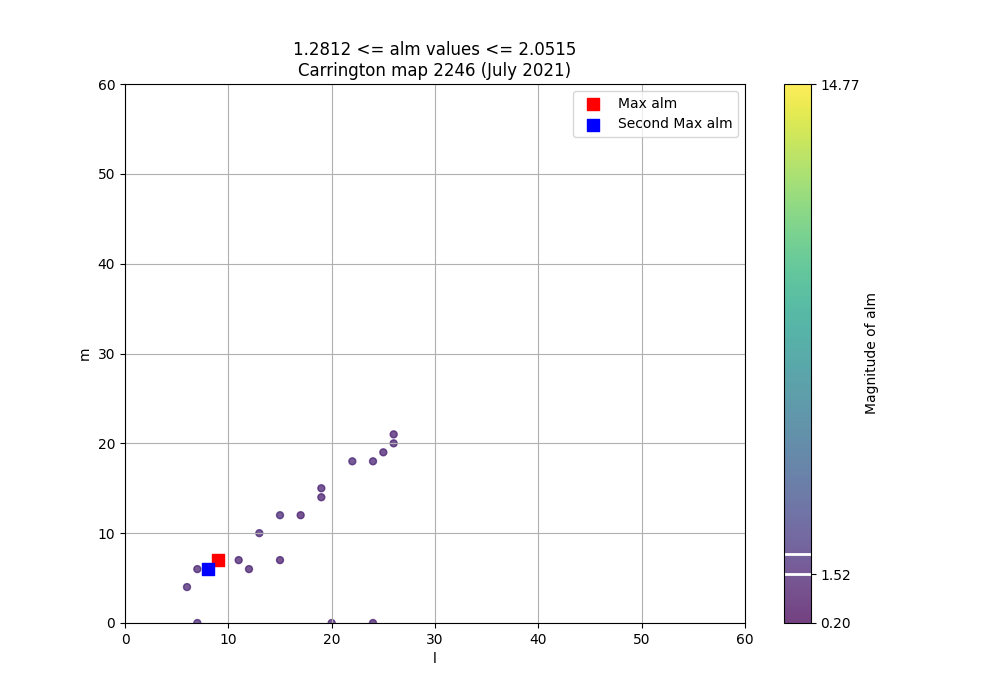 1.2812 <= alm values <= 2.0515
Carrington map 2246 (July 2021)
Max alm
Second Max alm
60
50
40
30
20
10
0
m
0 10 20 30 40 50 60
l
14.77
1.52
0.20
Magnitude of alm